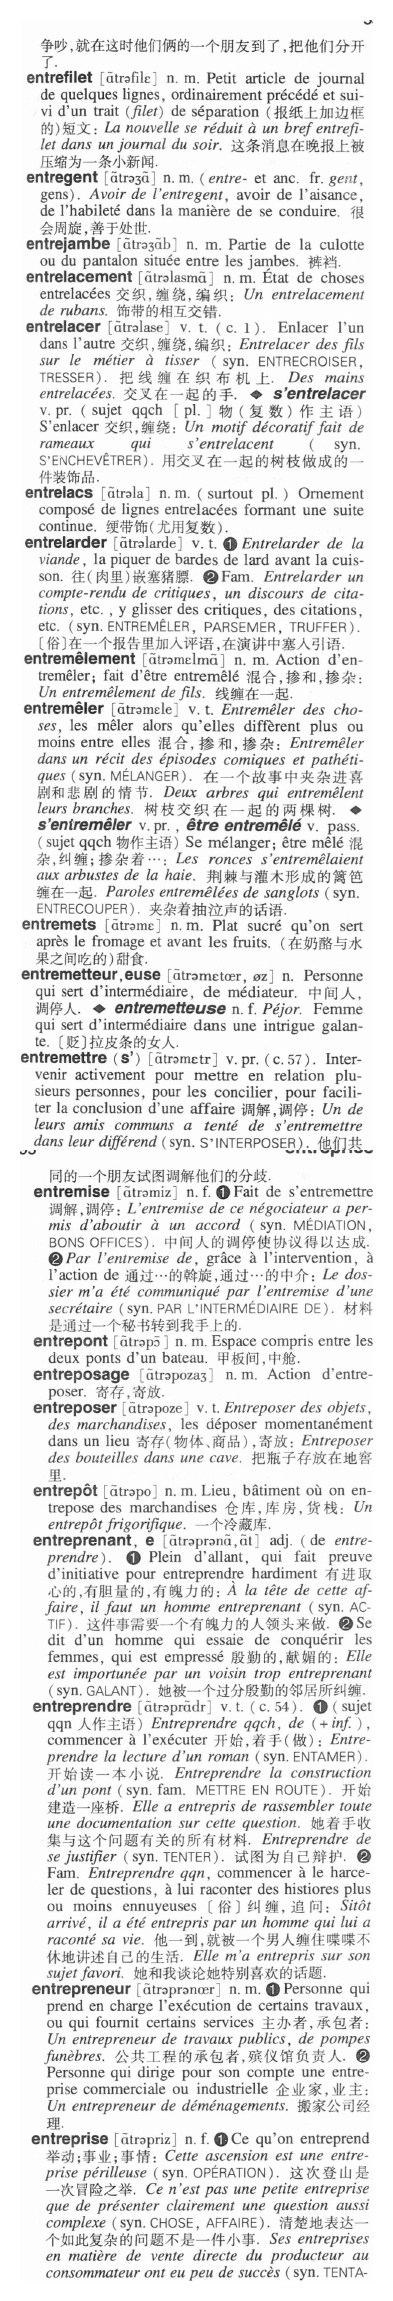 争吵,就在这时他们俩的一个朋友到了,把他们分开
了.
entrefilet [ɑ̃trəfilɛ] n. m. Petit article de journal
de quelques lignes, ordinairement précédé et sui-
vi d'un trait (filet) de séparation (报纸上加边框
的)短文: La nouvelle se réduit à un bref entrefi-
let dans un journal du soir. 这条消息在晚报上被
压缩为一条小新闻.
entregent [ɑ̃trəʒɑ̃] n. m. (entre- et anc. fr. gent,
gens). Avoir de l'entregent, avoir de l'aisance,
de l'habileté dans la manière de se conduire. 很
会周旋,善于处世.
entrejambe [ɑ̃trəʒɑ̃b] n. m. Partie de la culotte
ou du pantalon située entre les jambes. 裤裆.
entrelacement [ɑ̃trəlasmɑ̃] n. m. État de choses
entrelacées 交织,缠绕,编织: Un entrelacement
de rubans. 饰带的相互交错.
entrelacer [ɑ̃trəlase] v. t. (c. 1). Enlacer l'un
dans l'autre 交织,缠绕,编织: Entrelacer des fils
sur le métier à tisser (syn. ENTRECROISER,
TRESSER). 把线缠在织布机上. Des mains
entrelacées. 交叉在一起的手. ◆ s'entrelacer
v. pr. (sujet qqch [pl.] 物(复数)作主语)
S'enlacer 交织,缠绕: Un motif décoratif fait de
rameaux qui s'entrelacent ( syn.
S'ENCHEVÊTRER). 用交叉在一起的树枝做成的一
件装饰品.
entrelacs [ɑ̃trəla] n. m. (surtout pl.) Ornement
composé de lignes entrelacées formant une suite
continue. 绠带饰(尤用复数).
entrelarder [ɑ̃trəlarde] v. t. ❶ Entrelarder de la
viande, la piquer de bardes de lard avant la cuis-
son. 往(肉里)嵌塞猪膘. ❷ Fam. Entrelarder un
compte-rendu de critiques, un discours de cita-
tions, etc., y glisser des critiques, des citations,
etc. (syn. ENTREMÊLER, PARSEMER, TRUFFER).
[俗]在一个报告里加入评语,在演讲中塞入引语.
entremêlement [ɑ̃trəmɛlmɑ̃] n. m. Action d'en-
tremêler; fait d'être entremêlé 混合,掺和,掺杂:
Un entremêlement de fils. 线缠在一起.
entremêler [ɑ̃trəmɛle] v. t. Entremêler des cho-
ses, les mêler alors qu'elles diffèrent plus ou
moins entre elles 混合,掺和,掺杂: Entremêler
dans un récit des épisodes comiques et pathéti-
ques (syn. MÉLANGER). 在一个故事中夹杂进喜
剧和悲剧的情节. Deux arbres qui entremêlent
leurs branches. 树枝交织在一起的两棵树. ◆
s'entremêler v. pr., être entremêlé v. pass.
(sujet qqch 物作主语) Se mélanger; être mêlé 混
杂,纠缠;掺杂着…: Les ronces s'entremêlaient
aux arbustes de la haie. 荆棘与灌木形成的篱笆
缠在一起. Paroles entremêlées de sanglots (syn.
ENTRECOUPER). 夹杂着抽泣声的话语.
entremets [ɑ̃trəmɛ] n. m. Plat sucré qu'on sert
après le fromage et avant les fruits. (在奶酪与水
果之间吃的)甜食.
entremetteur,euse [ɑ̃trəmɛtœr, øz] n. Personne
qui sert d'intermédiaire, de médiateur. 中间人,
调停人. ◆ entremetteuse n. f. Péjor. Femme
qui sert d'intermédiaire dans une intrigue galan-
te. [贬]拉皮条的女人.
entremettre (s') [ɑ̃trəmɛtr] v. pr. (c. 57). Inter-
venir activement pour mettre en relation plu-
sieurs personnes, pour les concilier, pour facili-
ter la conclusion d'une affaire 调解,调停: Un de
leurs amis communs a tenté de s'entremettre
dans leur différend (syn. S'INTERPOSER). 他们共
同的一个朋友试图调解他们的分歧.
entremise [ɑ̃trəmiz] n. f. ❶ Fait de s'entremettre
调解,调停: L'entremise de ce négociateur a per-
mis d'aboutir à un accord (syn. MÉDIATION,
BONS OFFICES). 中间人的调停使协议得以达成.
❷ Par l'entremise de, grâce à l'intervention, à
l'action de 通过…的斡旋,通过…的中介: Le dos-
sier m'a été communiqué par l'entremise d'une
secrétaire (syn. PAR L'INTERMÉDIAIRE DE). 材料
是通过一个秘书转到我手上的.
entrepont [ɑ̃trəpɔ̃] n. m. Espace compris entre les
deux ponts d'un bateau. 甲板间,中舱.
entreposage [ɑ̃trəpozaʒ] n. m. Action d'entre-
poser. 寄存,寄放.
entreposer [ɑ̃trəpoze] v. t. Entreposer des objets,
des marchandises, les déposer momentanément
dans un lieu 寄存(物体、商品),寄放: Entreposer
des bouteilles dans une cave. 把瓶子存放在地窖
里.
entrepôt [ɑ̃trəpo] n. m. Lieu, bâtiment où on en-
trepose des marchandises 仓库,库房,货栈: Un
entrepôt frigorifique. 一个冷藏库.
entreprenant, e [ɑ̃trəprənɑ̃,ɑ̃t] adj. (de entre-
prendre). ❶ Plein d'allant, qui fait preuve
d'initiative pour entreprendre hardiment 有进取
心的,有胆量的,有魄力的: À la tête de cette af-
faire, il faut un homme entreprenant (syn. AC-
TIF). 这件事需要一个有魄力的人领头来做. ❷ Se
dit d'un homme qui essaie de conquérir les
femmes, qui est empressé 殷勤的,献媚的: Elle
est importunée par un voisin trop entreprenant
(syn. GALANT). 她被一个过分殷勤的邻居所纠缠.
entreprendre [ɑ̃trəprɑ̃dr] v. t. (c. 54). ❶ (sujet
qqn 人作主语) Entreprendre qqch, de (+inf.),
commencer à l'exécuter 开始,着手(做): Entre-
prendre la lecture d'un roman (syn. ENTAMER).
开始读一本小说. Entreprendre la construction
d'un pont (syn. fam. METTRE EN ROUTE). 开始
建造一座桥. Elle a entrepris de rassembler toute
une documentation sur cette question. 她着手收
集与这个问题有关的所有材料. Entreprendre de
se justifier (syn. TENTER). 试图为自己辩护. ❷
Fam. Entreprendre qqn, commencer à le harce-
ler de questions, à lui raconter des histiores plus
ou moins ennuyeuses [俗]纠缠,追问: Sitôt
arrivé, il a été entrepris par un homme qui lui a
raconté sa vie. 他一到,就被一个男人缠住喋喋不
休地讲述自己的生活. Elle m'a entrepris sur son
sujet favori. 她和我谈论她特别喜欢的话题.
entrepreneur [ɑ̃trəprənœr] n. m. ❶ Personne qui
prend en charge l'exécution de certains travaux,
ou qui fournit certains services 主办者,承包者:
Un entrepreneur de travaux publics, de pompes
funèbres. 公共工程的承包者,殡仪馆负责人. ❷
Personne qui dirige pour son compte une entre-
prise commerciale ou industrielle 企业家,业主:
Un entrepreneur de déménagements. 搬家公司经
理.
entreprise [ɑ̃trəpriz] n. f. ❶ Ce qu'on entreprend
举动;事业;事情: Cette ascension est une entre-
prise périlleuse (syn. OPÉRATION). 这次登山是
一次冒险之举. Ce n'est pas une petite entreprise
que de présenter clairement une question aussi
complexe (syn. CHOSE, AFFAIRE). 清楚地表达一
个如此复杂的问题不是一件小事. Ses entreprises
en matière de vente directe du producteur au
consommateur ont eu peu de succès (syn. TENTA-